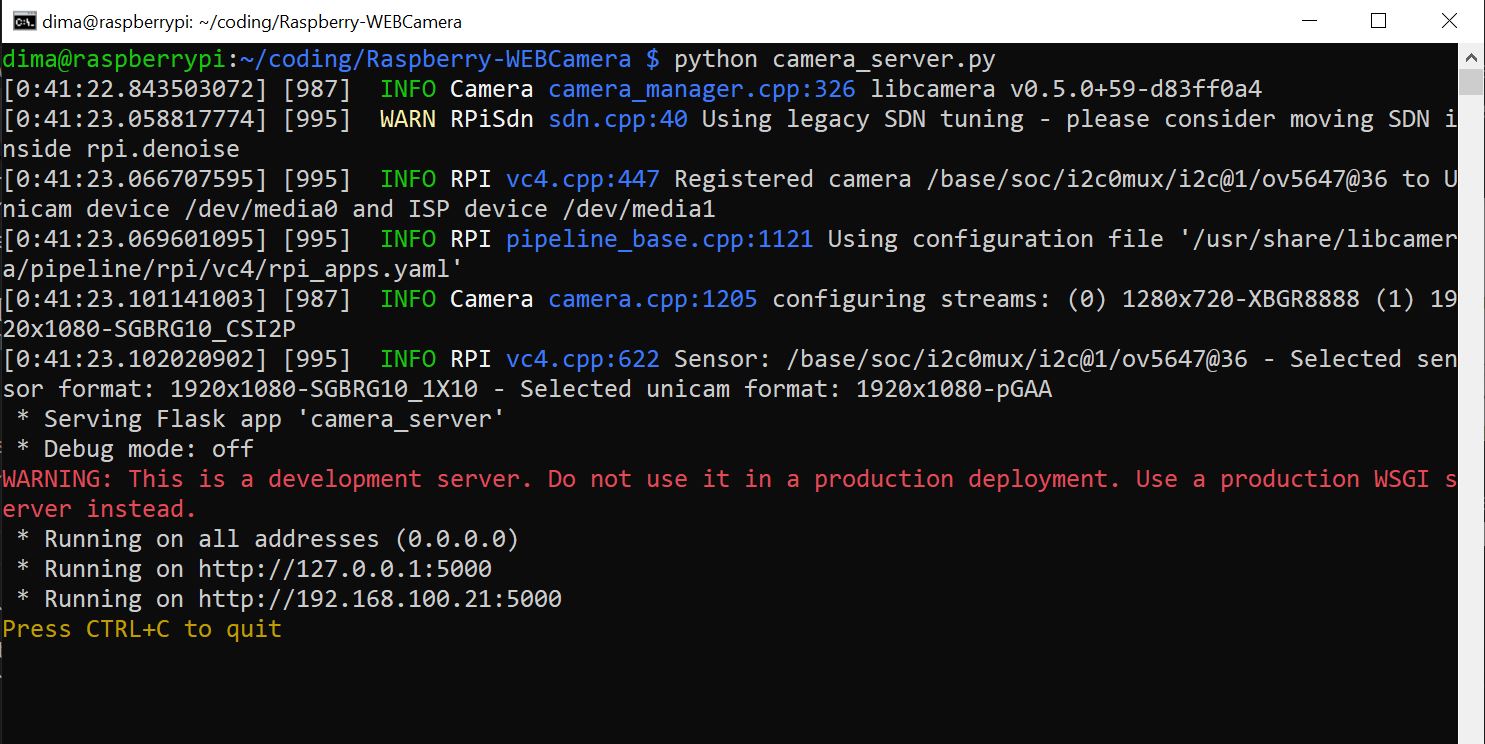 dima@raspberrypi: ~/coding/Raspberry-WEBCamera
dima@raspberrypi:~/coding/Raspberry-WEBCamera $ python camera_server.py
[0:41:22.843503072] [987]  INFO Camera camera_manager.cpp:326 libcamera v0.5.0+59-d83ff0a4
[0:41:23.058817774] [995]  WARN RPiSdn sdn.cpp:40 Using legacy SDN tuning - please consider moving SDN i
nside rpi.denoise
[0:41:23.066707595] [995]  INFO RPI vc4.cpp:447 Registered camera /base/soc/i2c0mux/i2c@1/ov5647@36 to U
nicam device /dev/media0 and ISP device /dev/media1
[0:41:23.069601095] [995]  INFO RPI pipeline_base.cpp:1121 Using configuration file '/usr/share/libcamer
a/pipeline/rpi/vc4/rpi_apps.yaml'
[0:41:23.101141003] [987]  INFO Camera camera.cpp:1205 configuring streams: (0) 1280x720-XBGR8888 (1) 19
20x1080-SGBRG10_CSI2P
[0:41:23.102020902] [995]  INFO RPI vc4.cpp:622 Sensor: /base/soc/i2c0mux/i2c@1/ov5647@36 - Selected sen
sor format: 1920x1080-SGBRG10_1X10 - Selected unicam format: 1920x1080-pGAA
 * Serving Flask app 'camera_server'
 * Debug mode: off
WARNING: This is a development server. Do not use it in a production deployment. Use a production WSGI s
erver instead.
 * Running on all addresses (0.0.0.0)
 * Running on http://127.0.0.1:5000
 * Running on http://192.168.100.21:5000
Press CTRL+C to quit